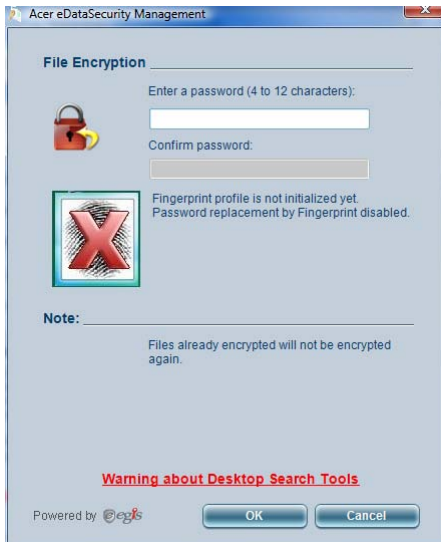 Acer eDataSecurity Management
File Encryption
Enter a password (4 to 12 characters):
Confirm password:
Fingerprint profile is not initialized yet.
Password replacement by Fingerprint disabled.
Note:
Files already encrypted will not be encrypted
again.
Warning about Desktop Search Tools
Powered by egis
OK
Cancel